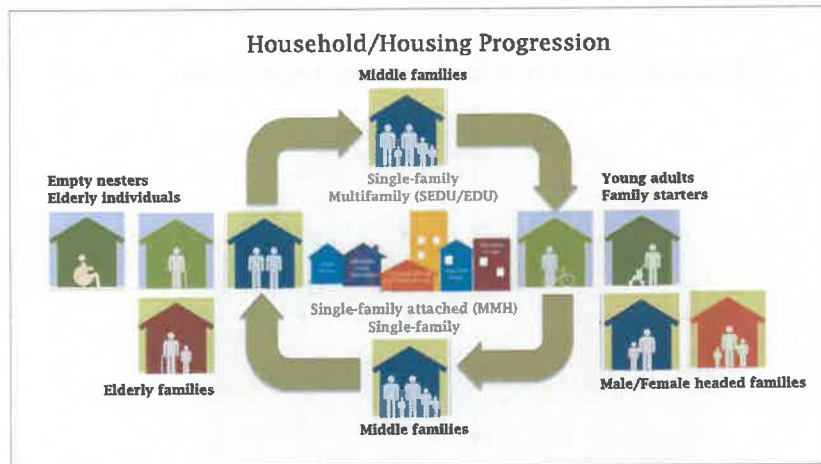 Household/Housing Progression
Middle families
Single-family
Multifamily (SEDU/EDU)
Empty nesters
Elderly individuals
Young adults
Family starters
Single-family attached (MMH)
Single-family
Elderly families
Male/Female headed families
Middle families